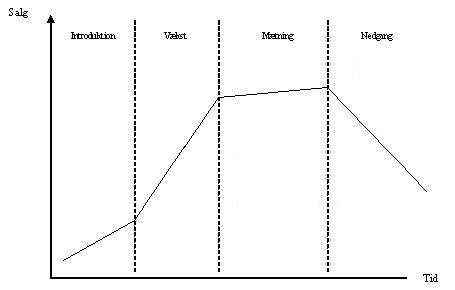 Salg
Introduktion
Vækst
Mætning
Nedgang
Tid